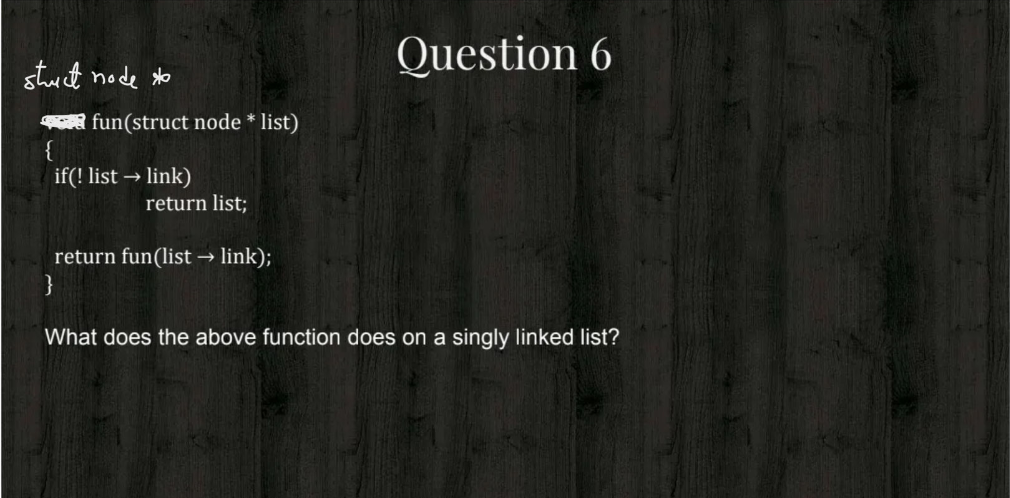 Question 6
struct node *
fun(struct node * list)
{
if(! list → link)
return list;
return fun(list → link);
}
What does the above function does on a singly linked list?